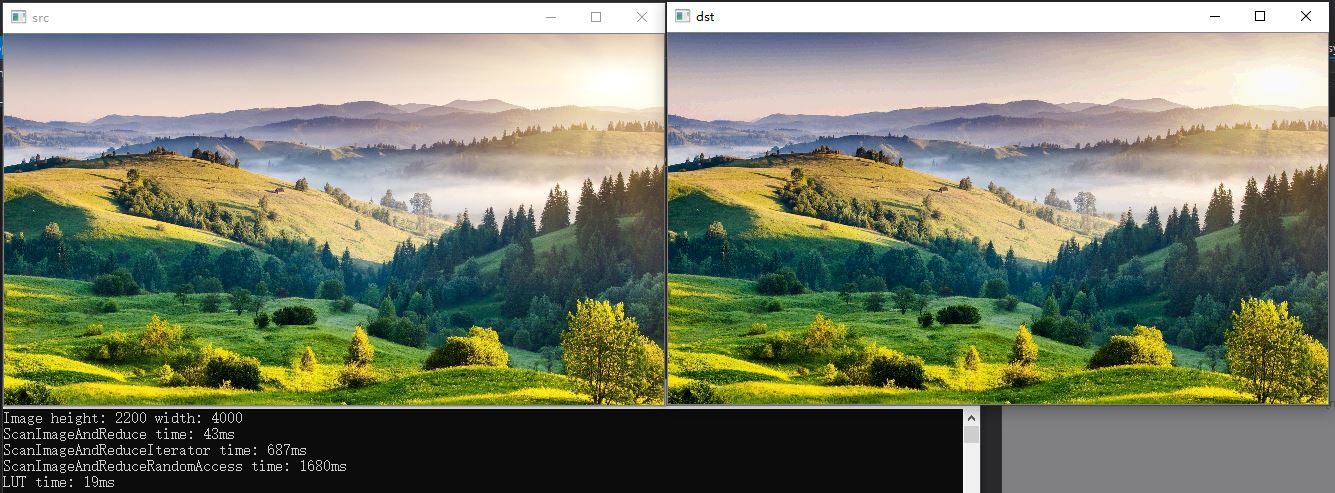 src
dst
Image height: 2200 width: 4000
ScanImageAndReduce time: 43ms
ScanImageAndReduceIterator time: 687ms
ScanImageAndReduceRandomAccess time: 1680ms
LUT time: 19ms